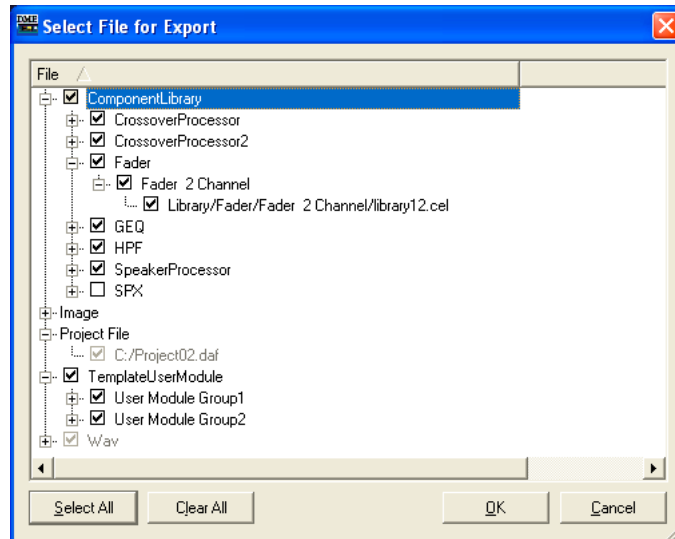 DME Select File for Export
File
ComponentLibrary
CrossoverProcessor
CrossoverProcessor2
Fader
Fader 2 Channel
Library/Fader/Fader 2 Channel/library12.cel
GEQ
HPF
SpeakerProcessor
SPX
Image
Project File
C:/Project02.daf
TemplateUserModule
User Module Group1
User Module Group2
Wav
Select All Clear All OK Cancel